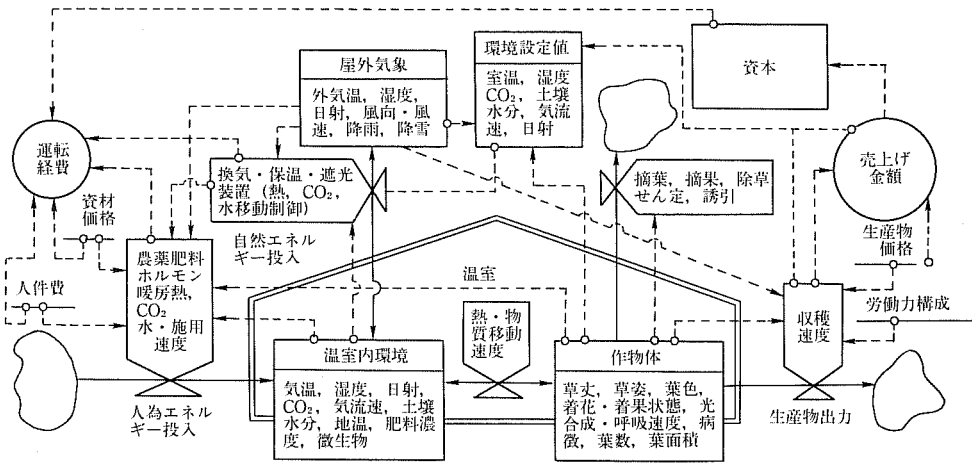 屋外気象
外気温，湿度，
日射，風向・風
速，降雨，降雪
環境設定値
室温，湿度
CO₂，土壌
水分，気流
速，日射
資本
運転
経費
換気・保温・遮光
装置（熱，CO₂，
水移動制御）
摘葉，摘果，除草
せん定，誘引
売上げ
金額
資材
価格
自然エネル
ギー投入
生産物
価格
農薬肥料
ホルモン
暖房熱，
CO₂
水・施用
速度
人件費
温室
熱・物
質移動
速度
収穫
速度
労働力構成
温室内環境
気温，湿度，日射，
CO₂，気流速，土壌
水分，地温，肥料濃
度，微生物
作物体
草丈，草姿，葉色，
着花・着果状態，光
合成・呼吸速度，病
徴，葉数，葉面積
人為エネル
ギー投入
生産物出力